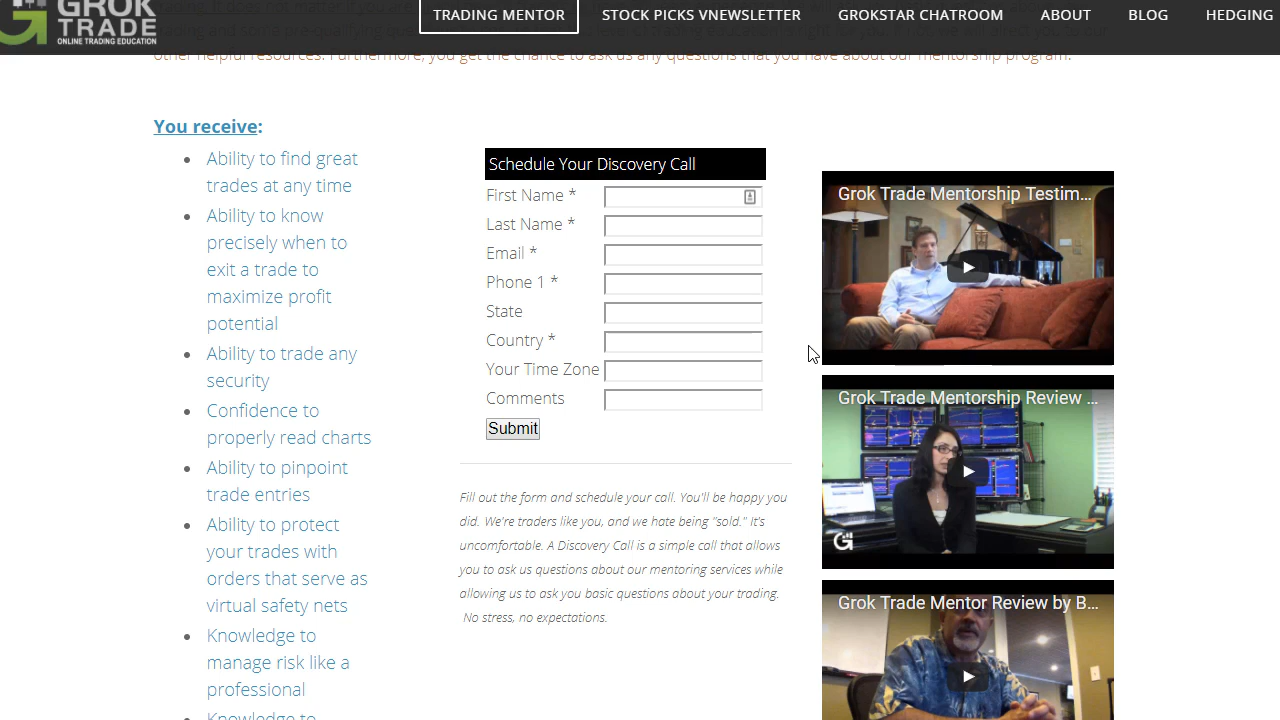 GROK
TRADE
ONLINE TRADING EDUCATION
TRADING MENTOR
STOCK PICKS VNEWSLETTER
GROKSTAR CHATROOM
ABOUT
BLOG
HEDGING
other helpful resources. Furthermore, you get the chance to ask us any questions that you have about our mentorship program.
You receive:
Ability to find great
trades at any time
Ability to know
precisely when to
exit a trade to
maximize profit
potential
Ability to trade any
security
Confidence to
properly read charts
Ability to pinpoint
trade entries
Ability to protect
your trades with
orders that serve as
virtual safety nets
Knowledge to
manage risk like a
professional
Knowledge to
Schedule Your Discovery Call
First Name *
Last Name *
Email *
Phone 1 *
State
Country *
Your Time Zone
Comments
Submit
Fill out the form and schedule your call. You'll be happy you
did. We're traders like you, and we hate being "sold." It's
uncomfortable. A Discovery Call is a simple call that allows
you to ask us questions about our mentoring services while
allowing us to ask you basic questions about your trading.
No stress, no expectations.
Grok Trade Mentorship Testim...
Grok Trade Mentorship Review ...
Grok Trade Mentor Review by B...